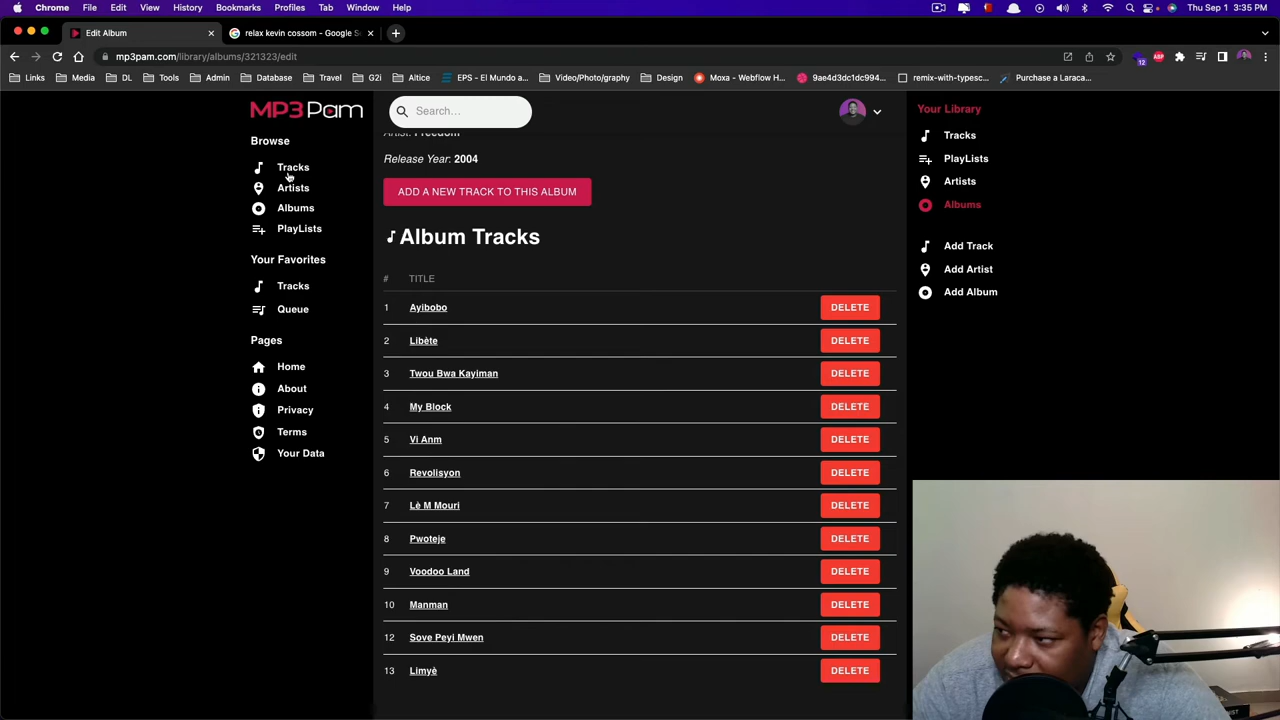 Chrome File Edit View History Bookmarks Profiles Tab Window Help Thu Sep 1 3:35 PM
Edit Album
relax kevin cossom - Google S
mp3pam.com/library/albums/321323/edit
12 ABP
Links Media DL Tools Admin Database Travel G2i Altice EPS - El Mundo a... Video/Photo/graphy Design Moxa - Webflow H... 9ae4d3dc1dc994... remix-with-typesc... Purchase a Laraca...
MP3Pam
Search...
Browse
Tracks
Artists
Albums
PlayLists
Your Favorites
Tracks
Queue
Pages
Home
About
Privacy
Terms
Your Data
Artist: Freedom
Release Year: 2004
ADD A NEW TRACK TO THIS ALBUM
Album Tracks
# TITLE
1 Ayibobo DELETE
2 Libète DELETE
3 Twou Bwa Kayiman DELETE
4 My Block DELETE
5 Vi Anm DELETE
6 Revolisyon DELETE
7 Lè M Mouri DELETE
8 Pwoteje DELETE
9 Voodoo Land DELETE
10 Manman DELETE
12 Sove Peyi Mwen DELETE
13 Limyè DELETE
Your Library
Tracks
PlayLists
Artists
Albums
Add Track
Add Artist
Add Album